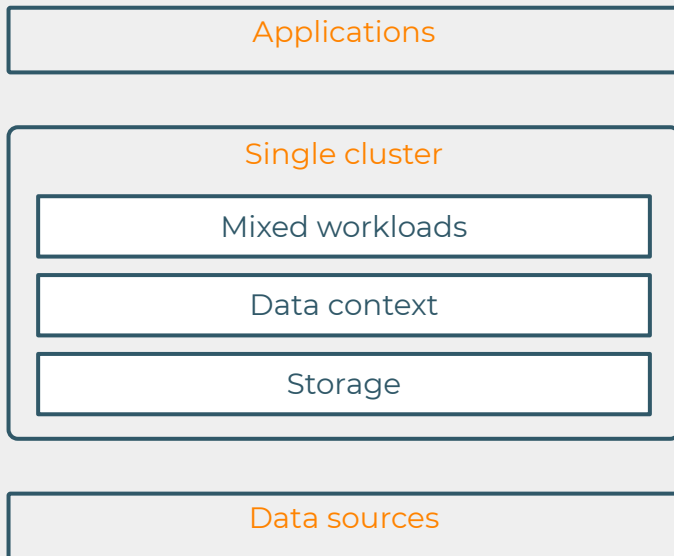 Applications
Single cluster
Mixed workloads
Data context
Storage
Data sources